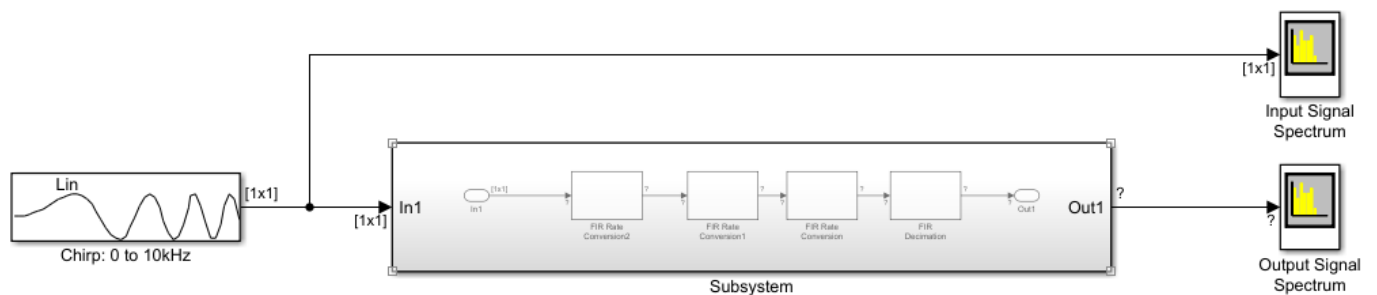 Lin
[1x1]
Chirp: 0 to 10kHz
[1x1]
In1
[1x1]
In1
?
?
FIR Rate
Conversion2
?
?
FIR Rate
Conversion1
?
?
FIR Rate
Conversion
?
?
FIR
Decimation
?
?
Out1
Out1
?
Subsystem
[1x1]
Input Signal
Spectrum
?
Output Signal
Spectrum